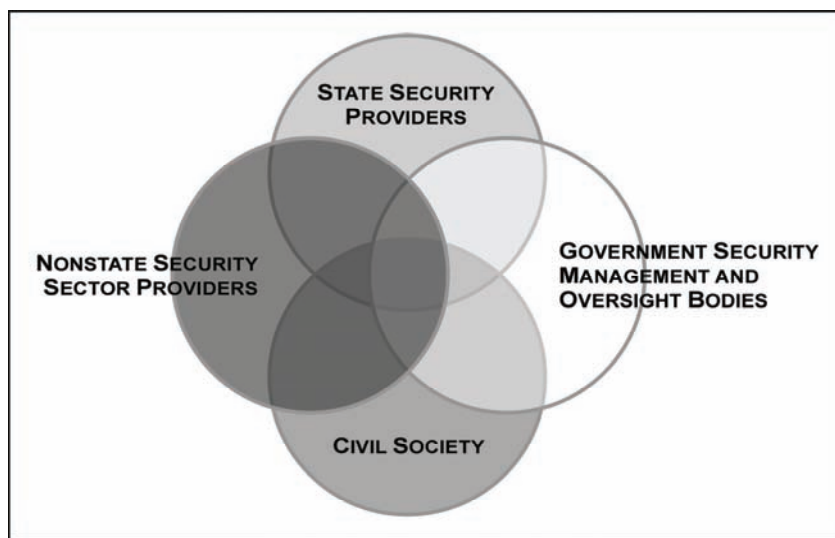 STATE SECURITY
PROVIDERS
NONSTATE SECURITY
SECTOR PROVIDERS
GOVERNMENT SECURITY
MANAGEMENT AND
OVERSIGHT BODIES
CIVIL SOCIETY